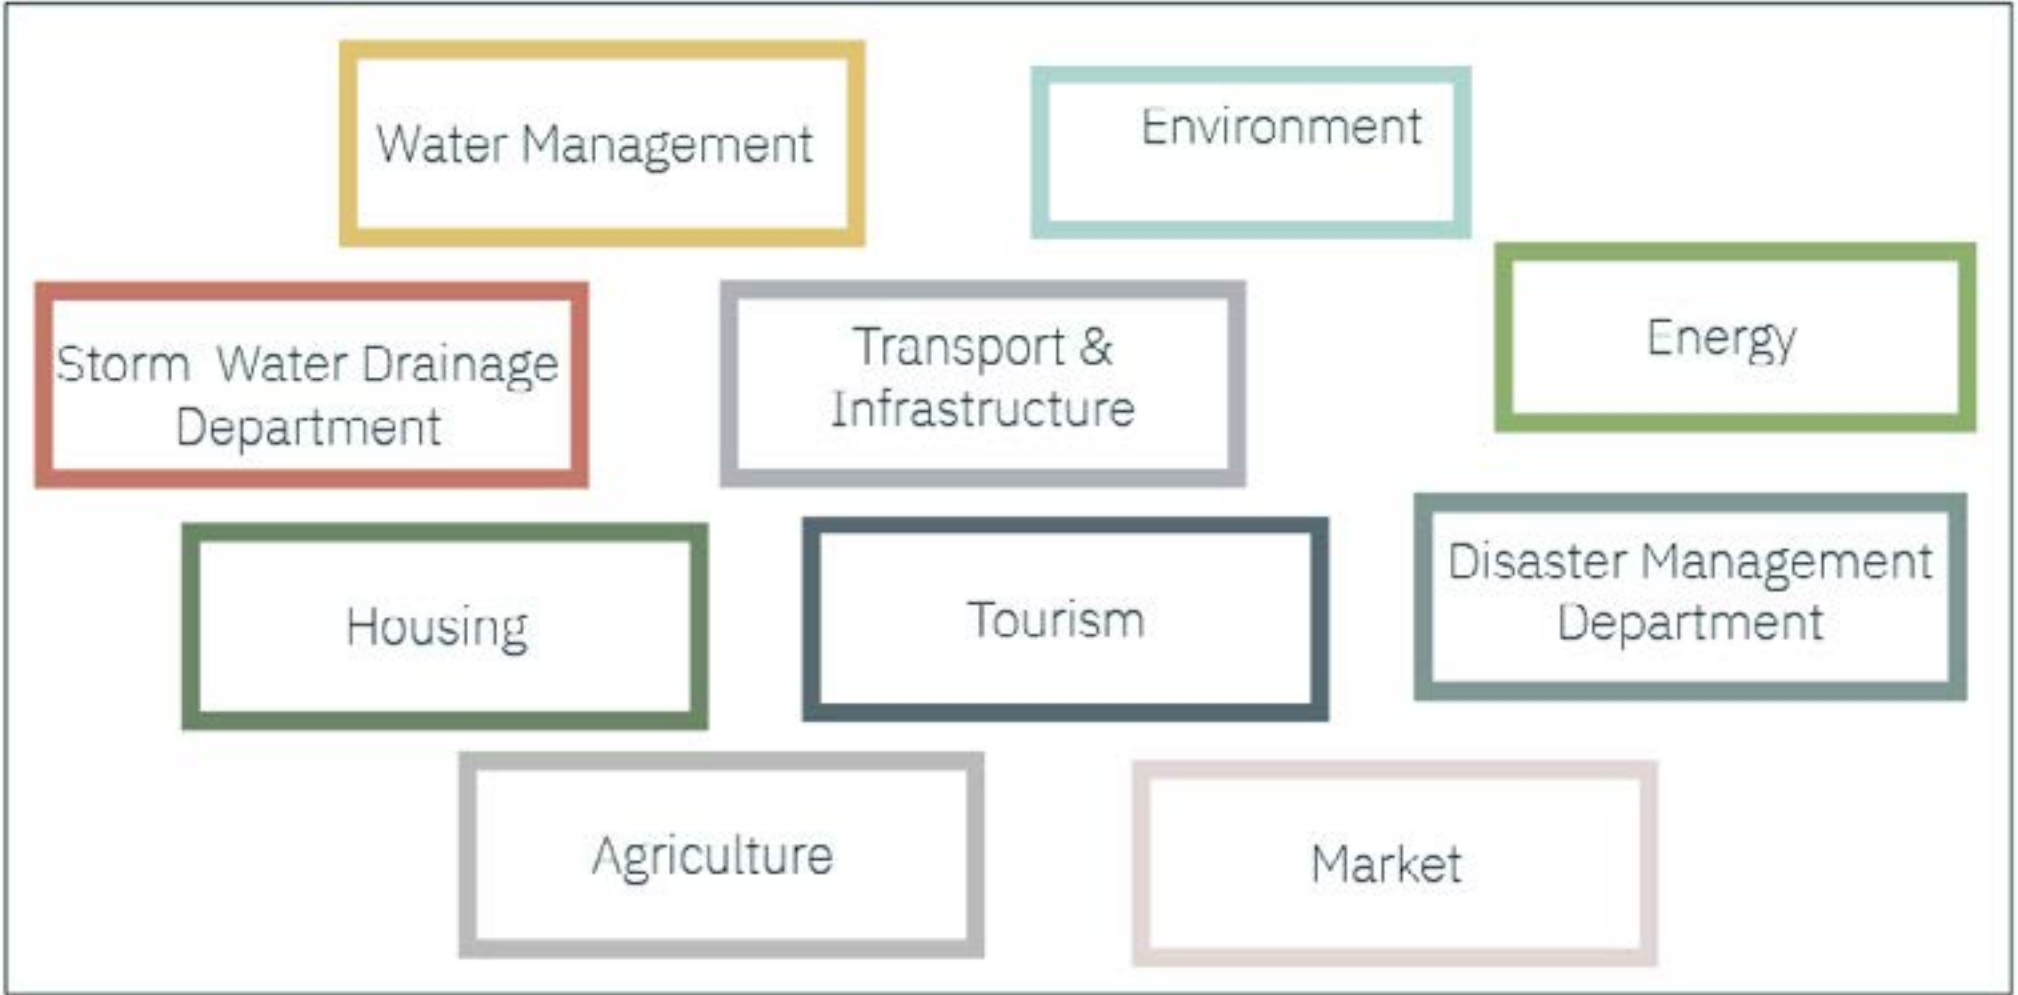 Water Management
Environment
Storm  Water Drainage
Department
Transport &
Infrastructure
Energy
Housing
Tourism
Disaster Management
Department
Agriculture
Market